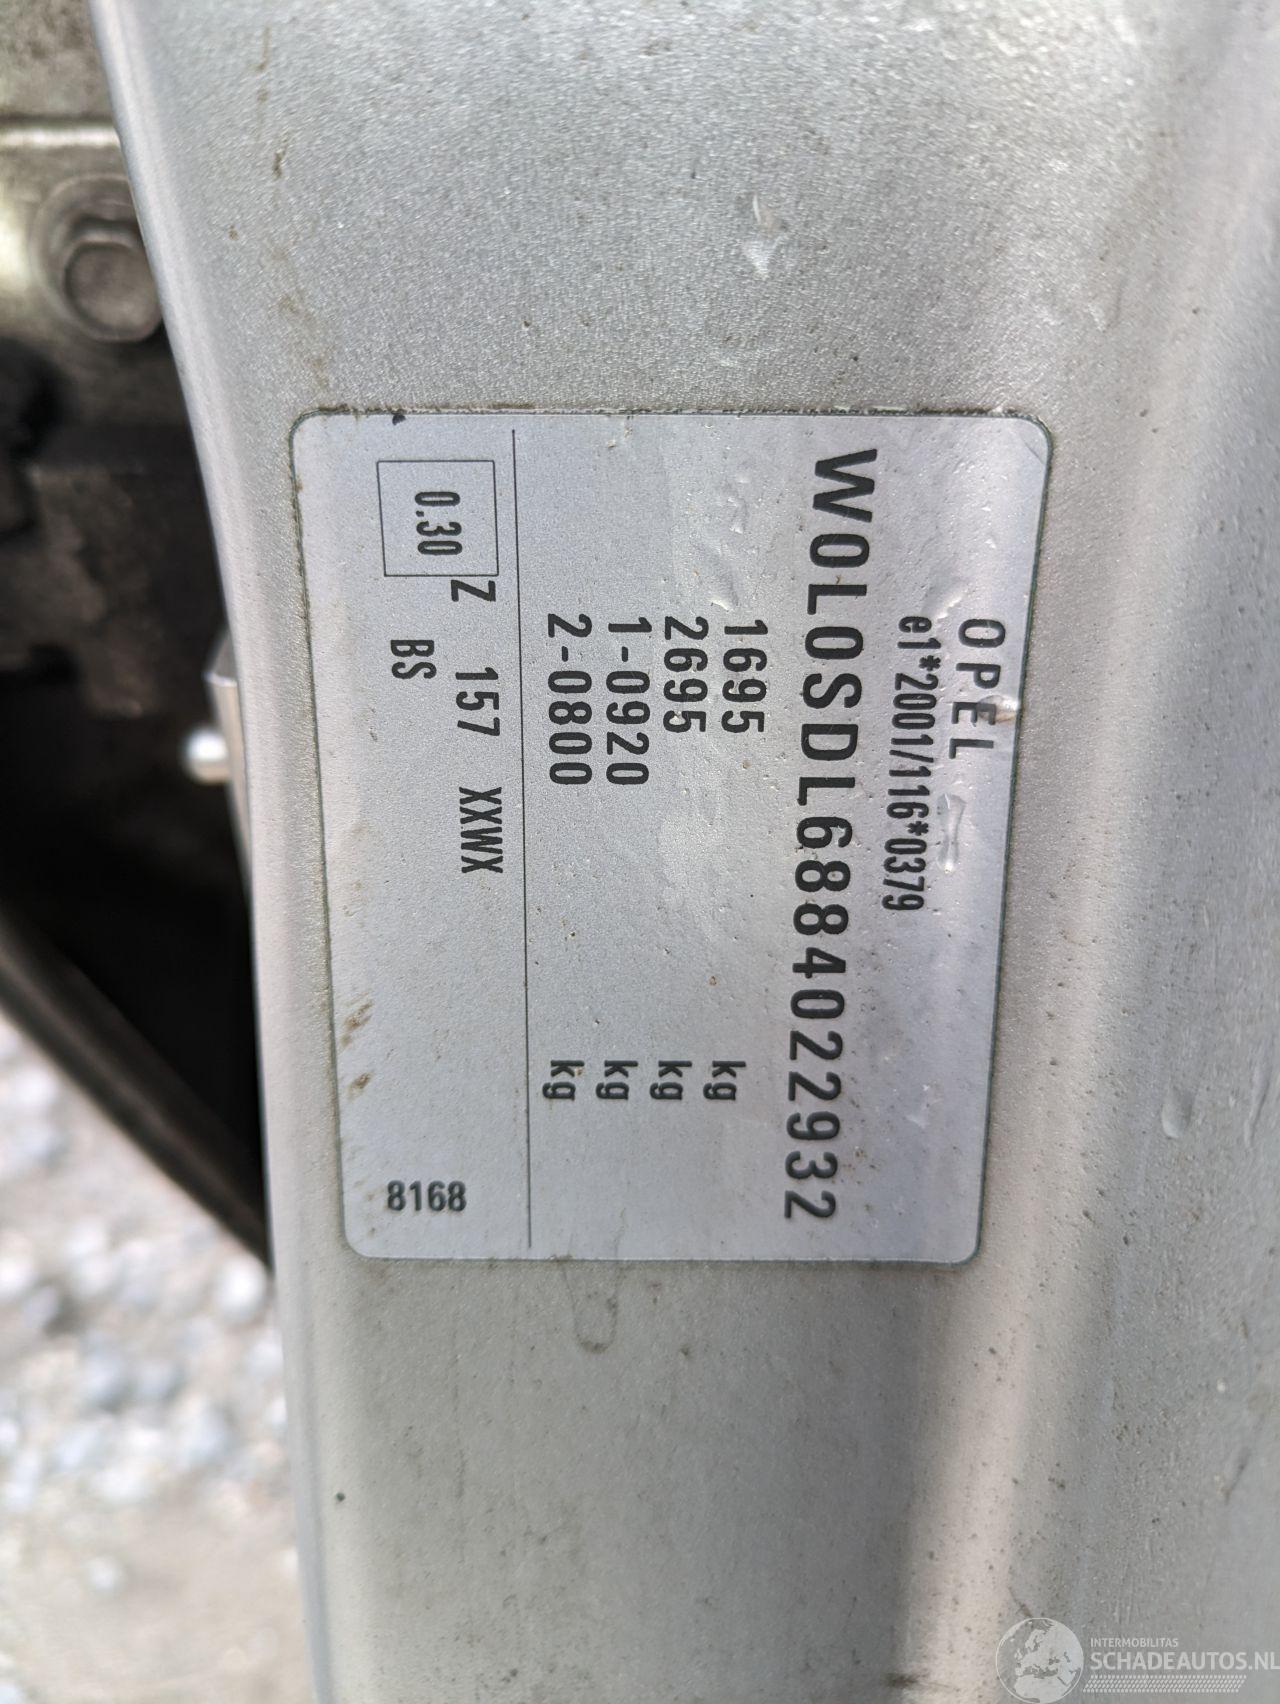 OPEL
e1*2001/116*0379
W0L0SDL6884022932
1695 kg
2695 kg
1-0920 kg
2-0800 kg
0.30 Z 157 XXWX
BS
8168
INTERMOBILITAS
SCHADEAUTOS.NL